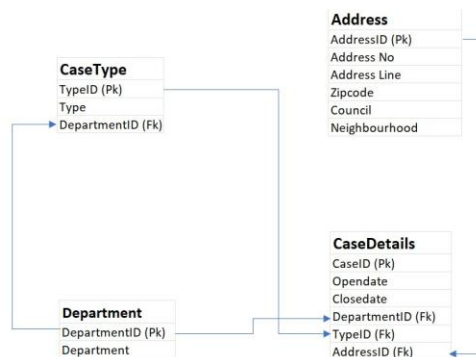 Address
AddressID (Pk)
Address No
Address Line
Zipcode
Council
Neighbourhood
CaseType
TypeID (Pk)
Type
DepartmentID (Fk)
CaseDetails
CaseID (Pk)
Opendate
Closedate
DepartmentID (Fk)
TypeID (Fk)
AddressID (Fk)
Department
DepartmentID (Pk)
Department